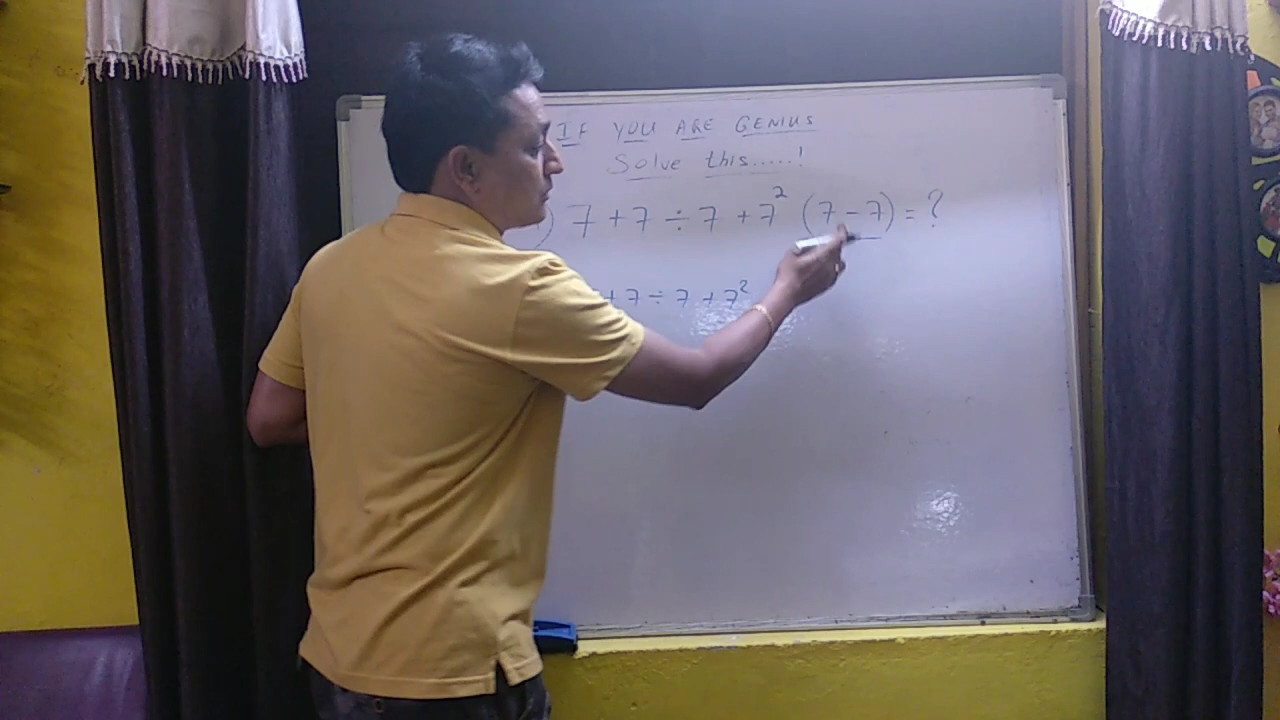 IF YOU ARE GENIUS
Solve this.....!
) 7 + 7 ÷ 7 + 7² (7 - 7) = ?
+ 7 ÷ 7 + 7²